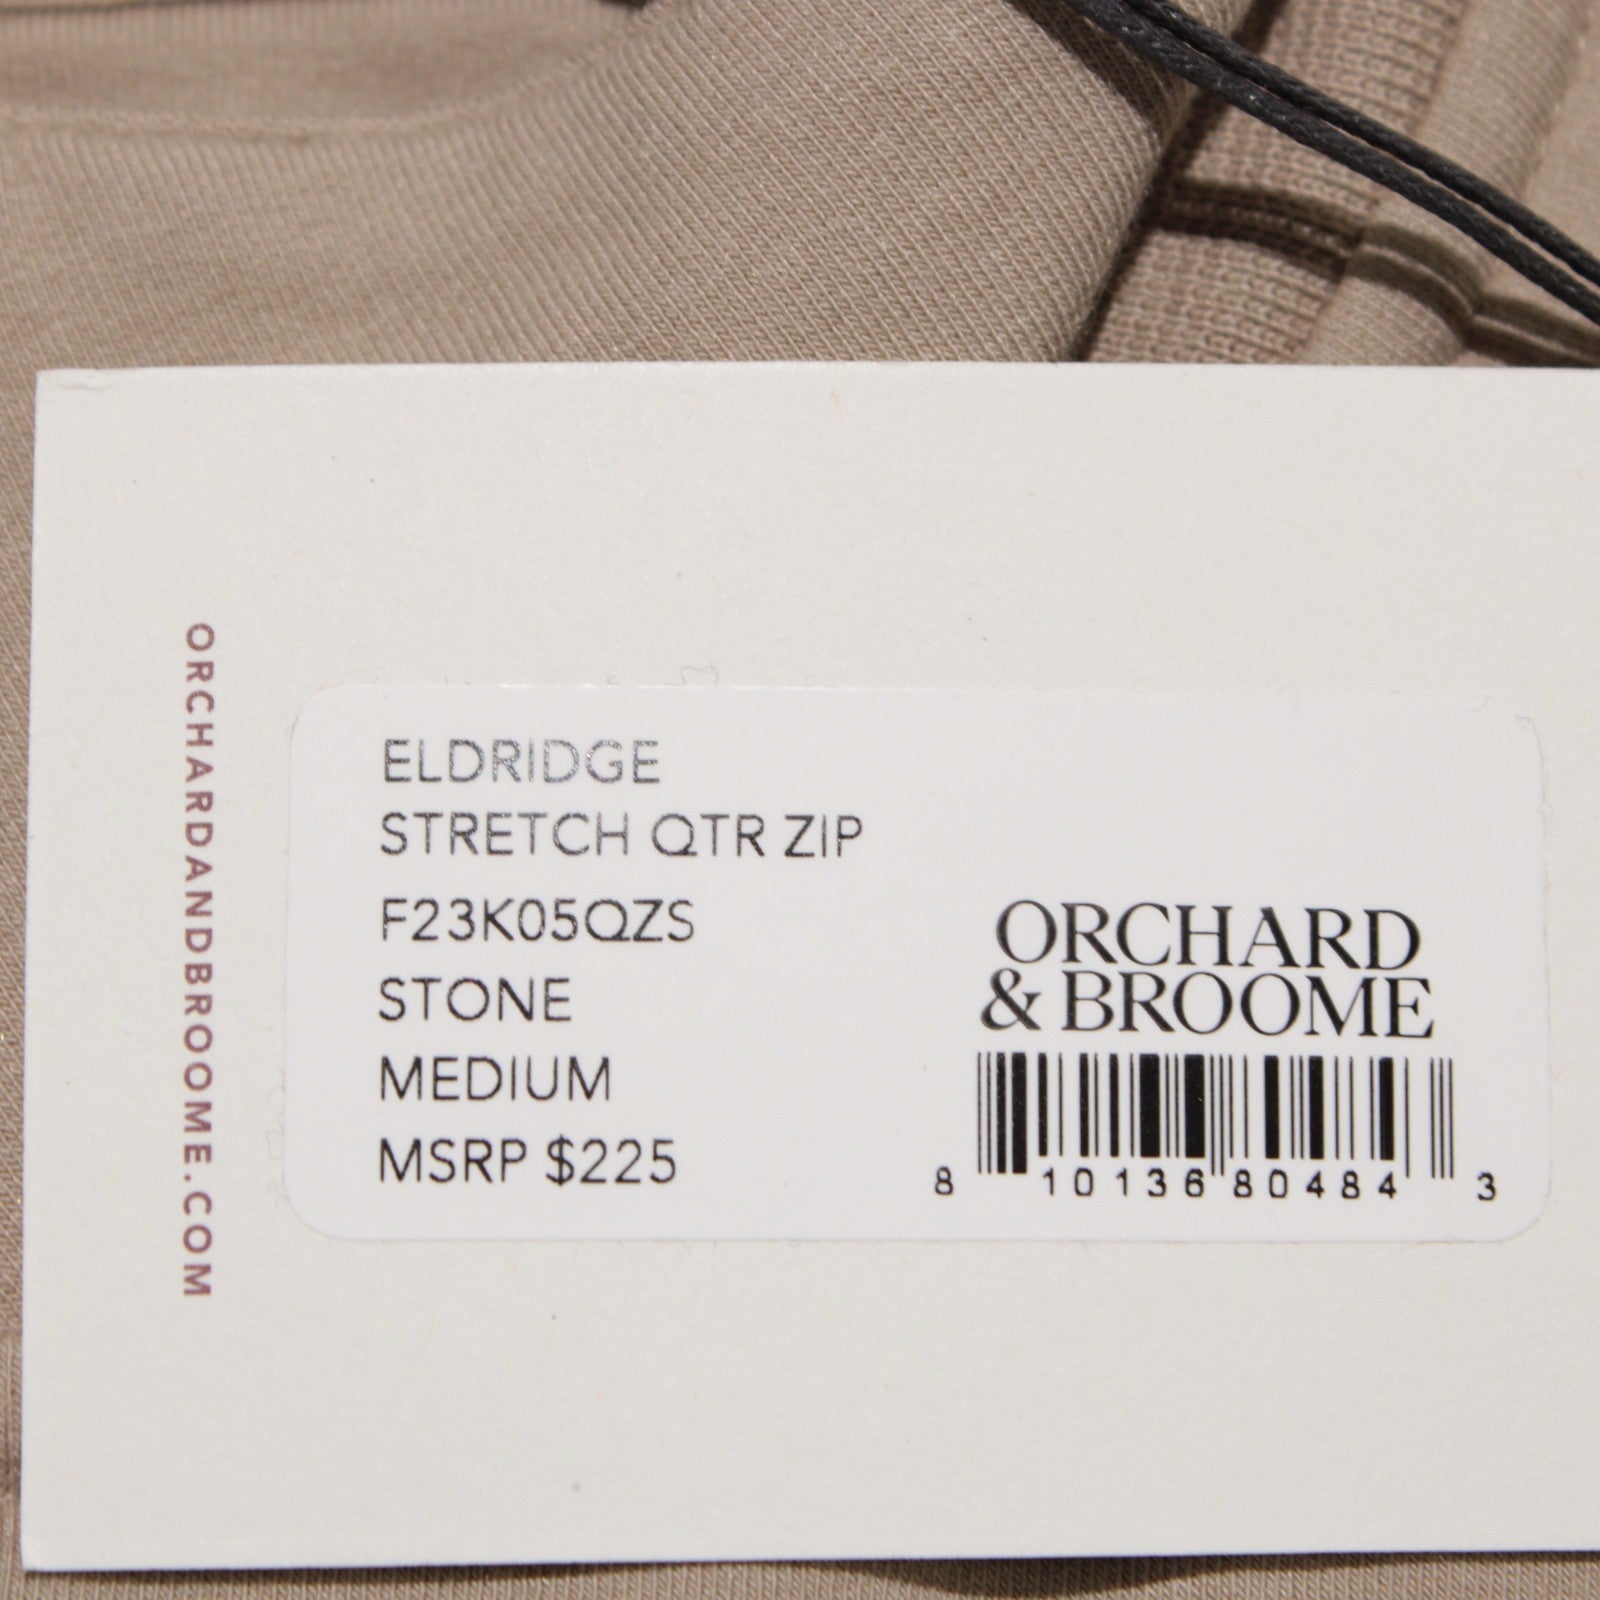 ORCHARDANDBROOME.COM
ELDRIDGE
STRETCH QTR ZIP
F23K05QZS
STONE
MEDIUM
MSRP $225
ORCHARD
& BROOME
8 10136 80484 3